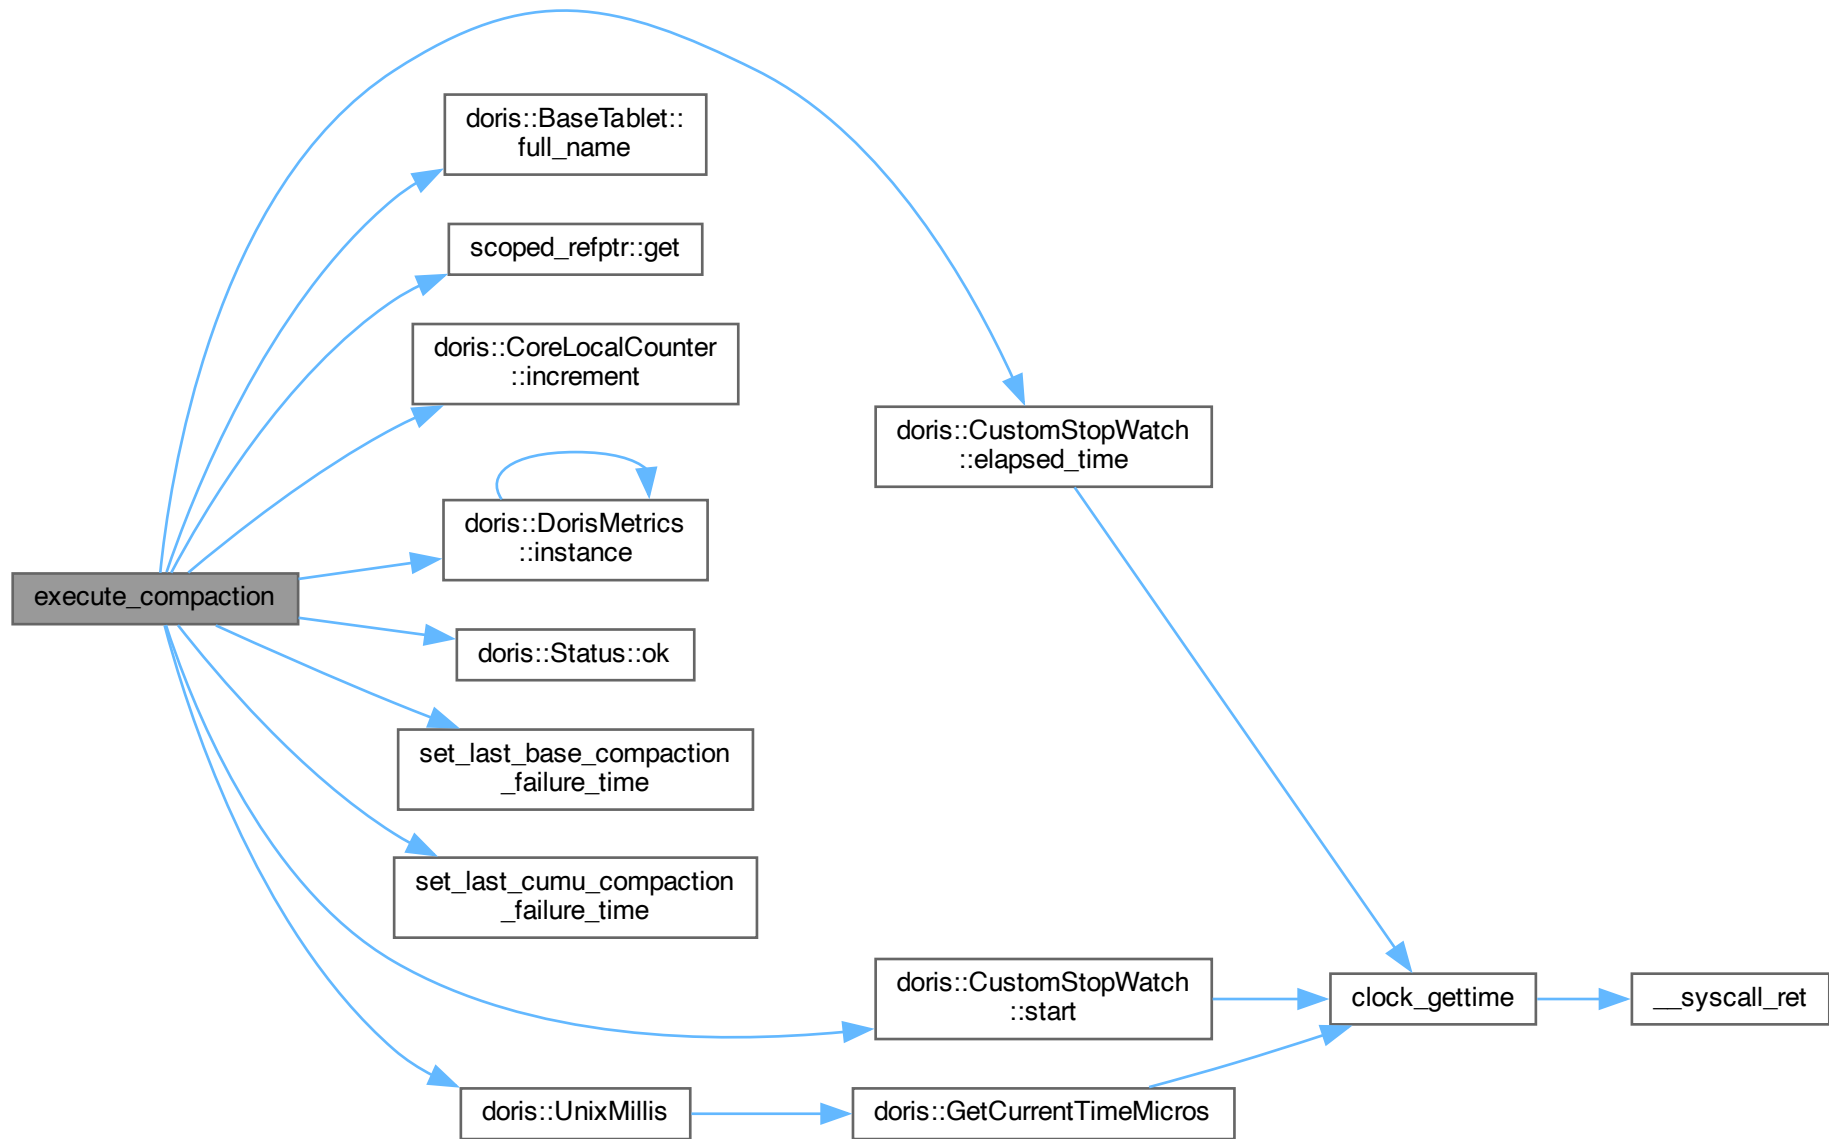 doris::BaseTablet::
full_name
scoped_refptr::get
doris::CoreLocalCounter
::increment
doris::CustomStopWatch
::elapsed_time
doris::DorisMetrics
::instance
execute_compaction
doris::Status::ok
set_last_base_compaction
_failure_time
set_last_cumu_compaction
_failure_time
doris::CustomStopWatch
::start
clock_gettime
__syscall_ret
doris::UnixMillis
doris::GetCurrentTimeMicros